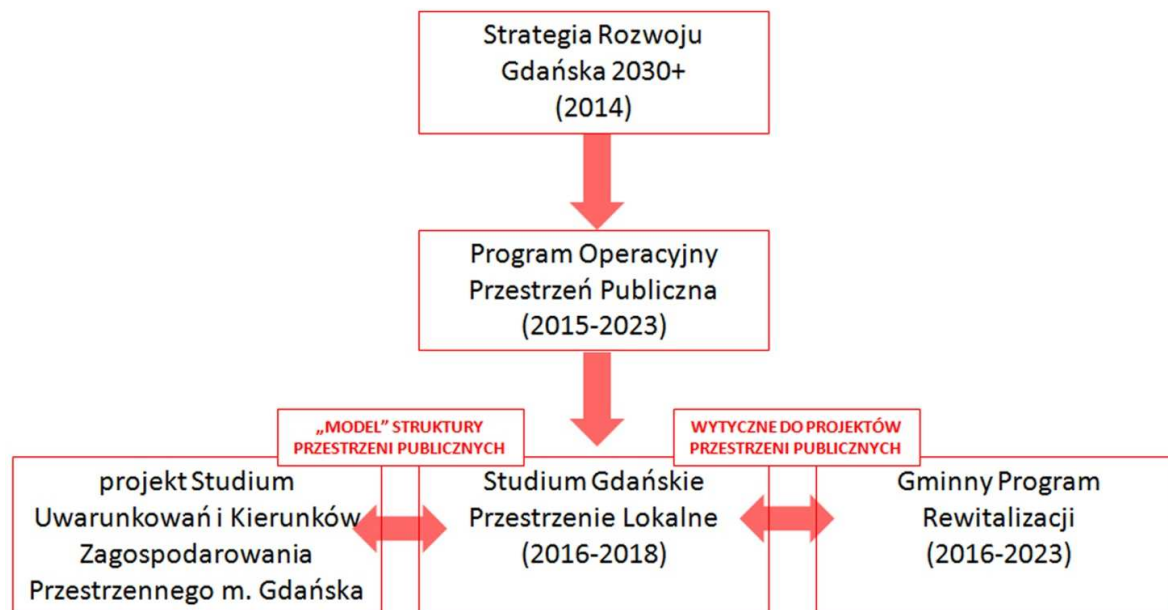 Strategia Rozwoju
Gdańska 2030+
(2014)
Program Operacyjny
Przestrzeń Publiczna
(2015-2023)
„MODEL” STRUKTURY
PRZESTRZENI PUBLICZNYCH
WYTYCZNE DO PROJEKTÓW
PRZESTRZENI PUBLICZNYCH
projekt Studium
Uwarunkowań i Kierunków
Zagospodarowania
Przestrzennego m. Gdańska
Studium Gdańskie
Przestrzenie Lokalne
(2016-2018)
Gminny Program
Rewitalizacji
(2016-2023)